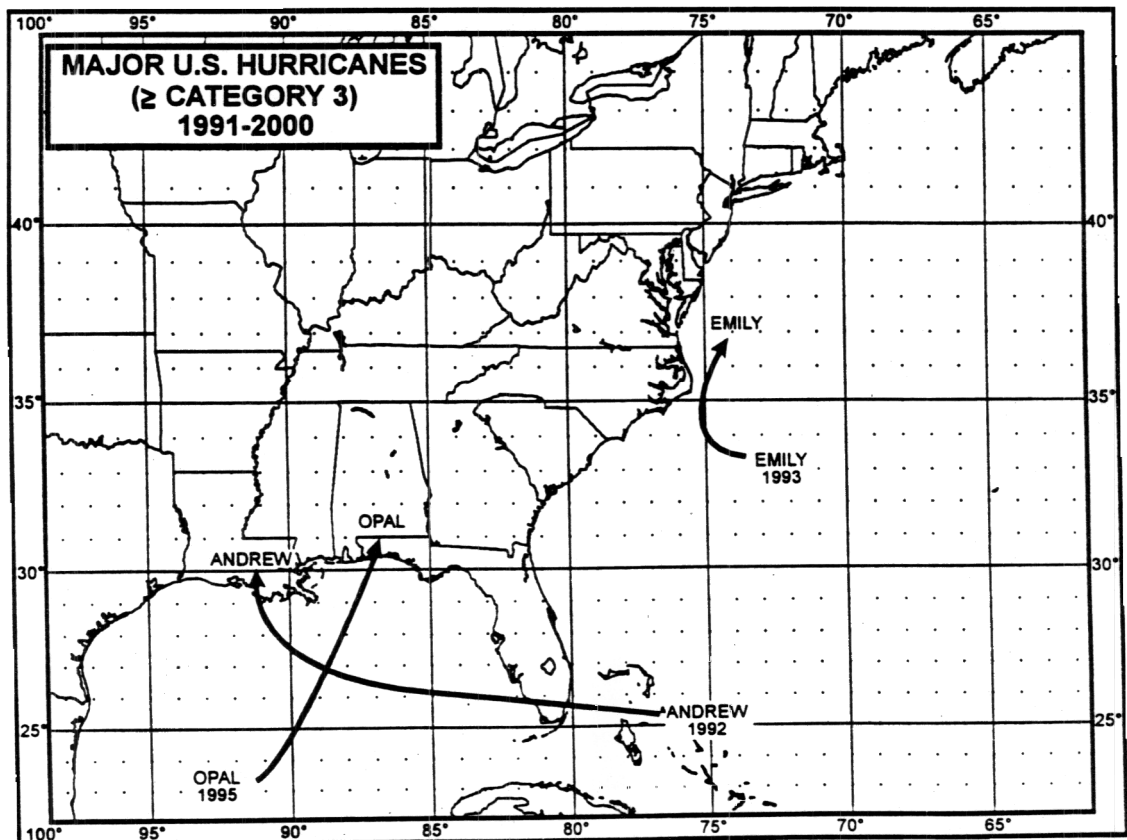 100° 95° 90° 85° 80° 75° 70° 65°
MAJOR U.S. HURRICANES
(≥ CATEGORY 3)
1991-2000
40° 40°
EMILY
35° 35°
EMILY
1993
OPAL
ANDREW
30° 30°
ANDREW
1992
25° 25°
OPAL
1995
100° 95° 90° 85° 80° 75° 70° 65°